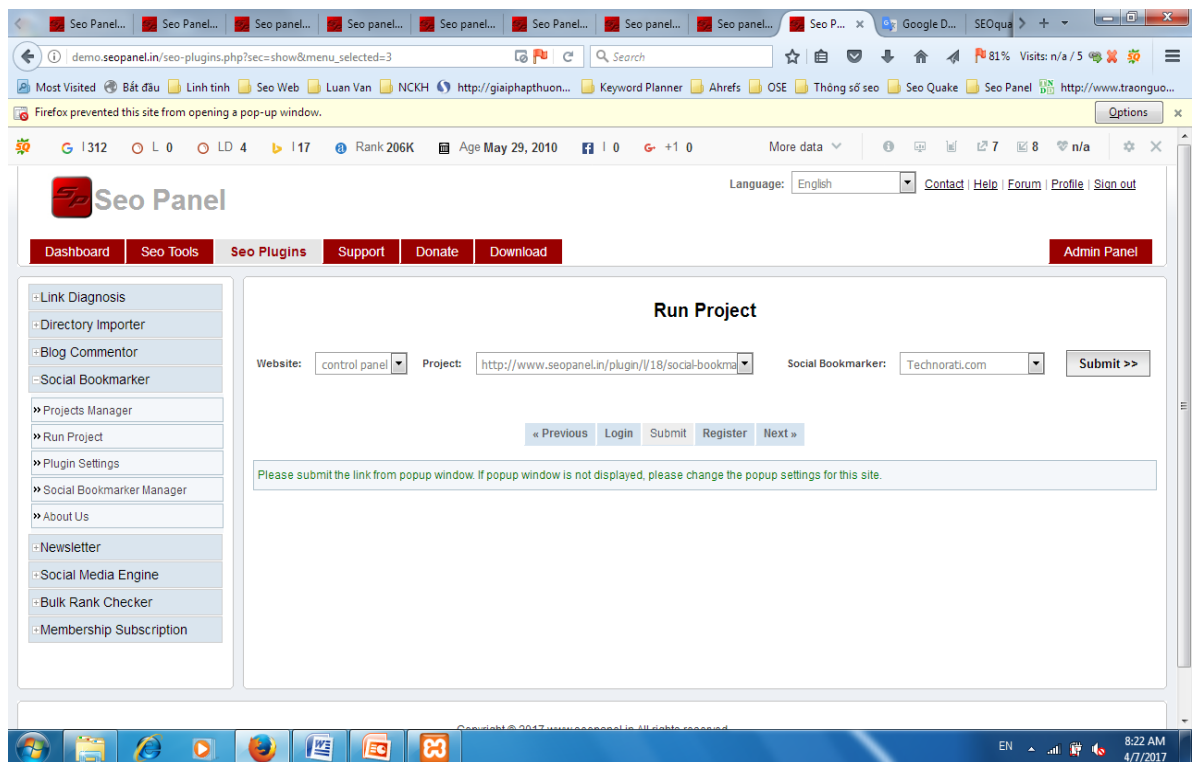 Seo Panel... Seo Panel... Seo panel... Seo panel... Seo panel... Seo Panel... Seo panel... Seo panel... Seo P... × Google D... SEOqua
demo.seopanel.in/seo-plugins.php?sec=show&menu_selected=3 Search 81% Visits: n/a / 5
Most Visited Bắt đầu Linh tinh Seo Web Luan Van NCKH http://giaiphapthuon... Keyword Planner Ahrefs OSE Thông số seo Seo Quake Seo Panel http://www.traonguo...
Firefox prevented this site from opening a pop-up window. Options ×
I 312 L 0 LD 4 I 17 Rank 206K Age May 29, 2010 l 0 +1 0 More data 7 8 n/a
Seo Panel
Language: English Contact | Help | Forum | Profile | Sign out
Dashboard Seo Tools Seo Plugins Support Donate Download Admin Panel
Link Diagnosis
Directory Importer
Blog Commentor
Social Bookmarker
» Projects Manager
» Run Project
» Plugin Settings
» Social Bookmarker Manager
» About Us
Newsletter
Social Media Engine
Bulk Rank Checker
Membership Subscription
Run Project
Website: control panel Project: http://www.seopanel.in/plugin/l/18/social-bookma Social Bookmarker: Technorati.com Submit >>
« Previous Login Submit Register Next »
Please submit the link from popup window. If popup window is not displayed, please change the popup settings for this site.
Copyright © 2017 www.seopanel.in All rights reserved
EN 8:22 AM
4/7/2017